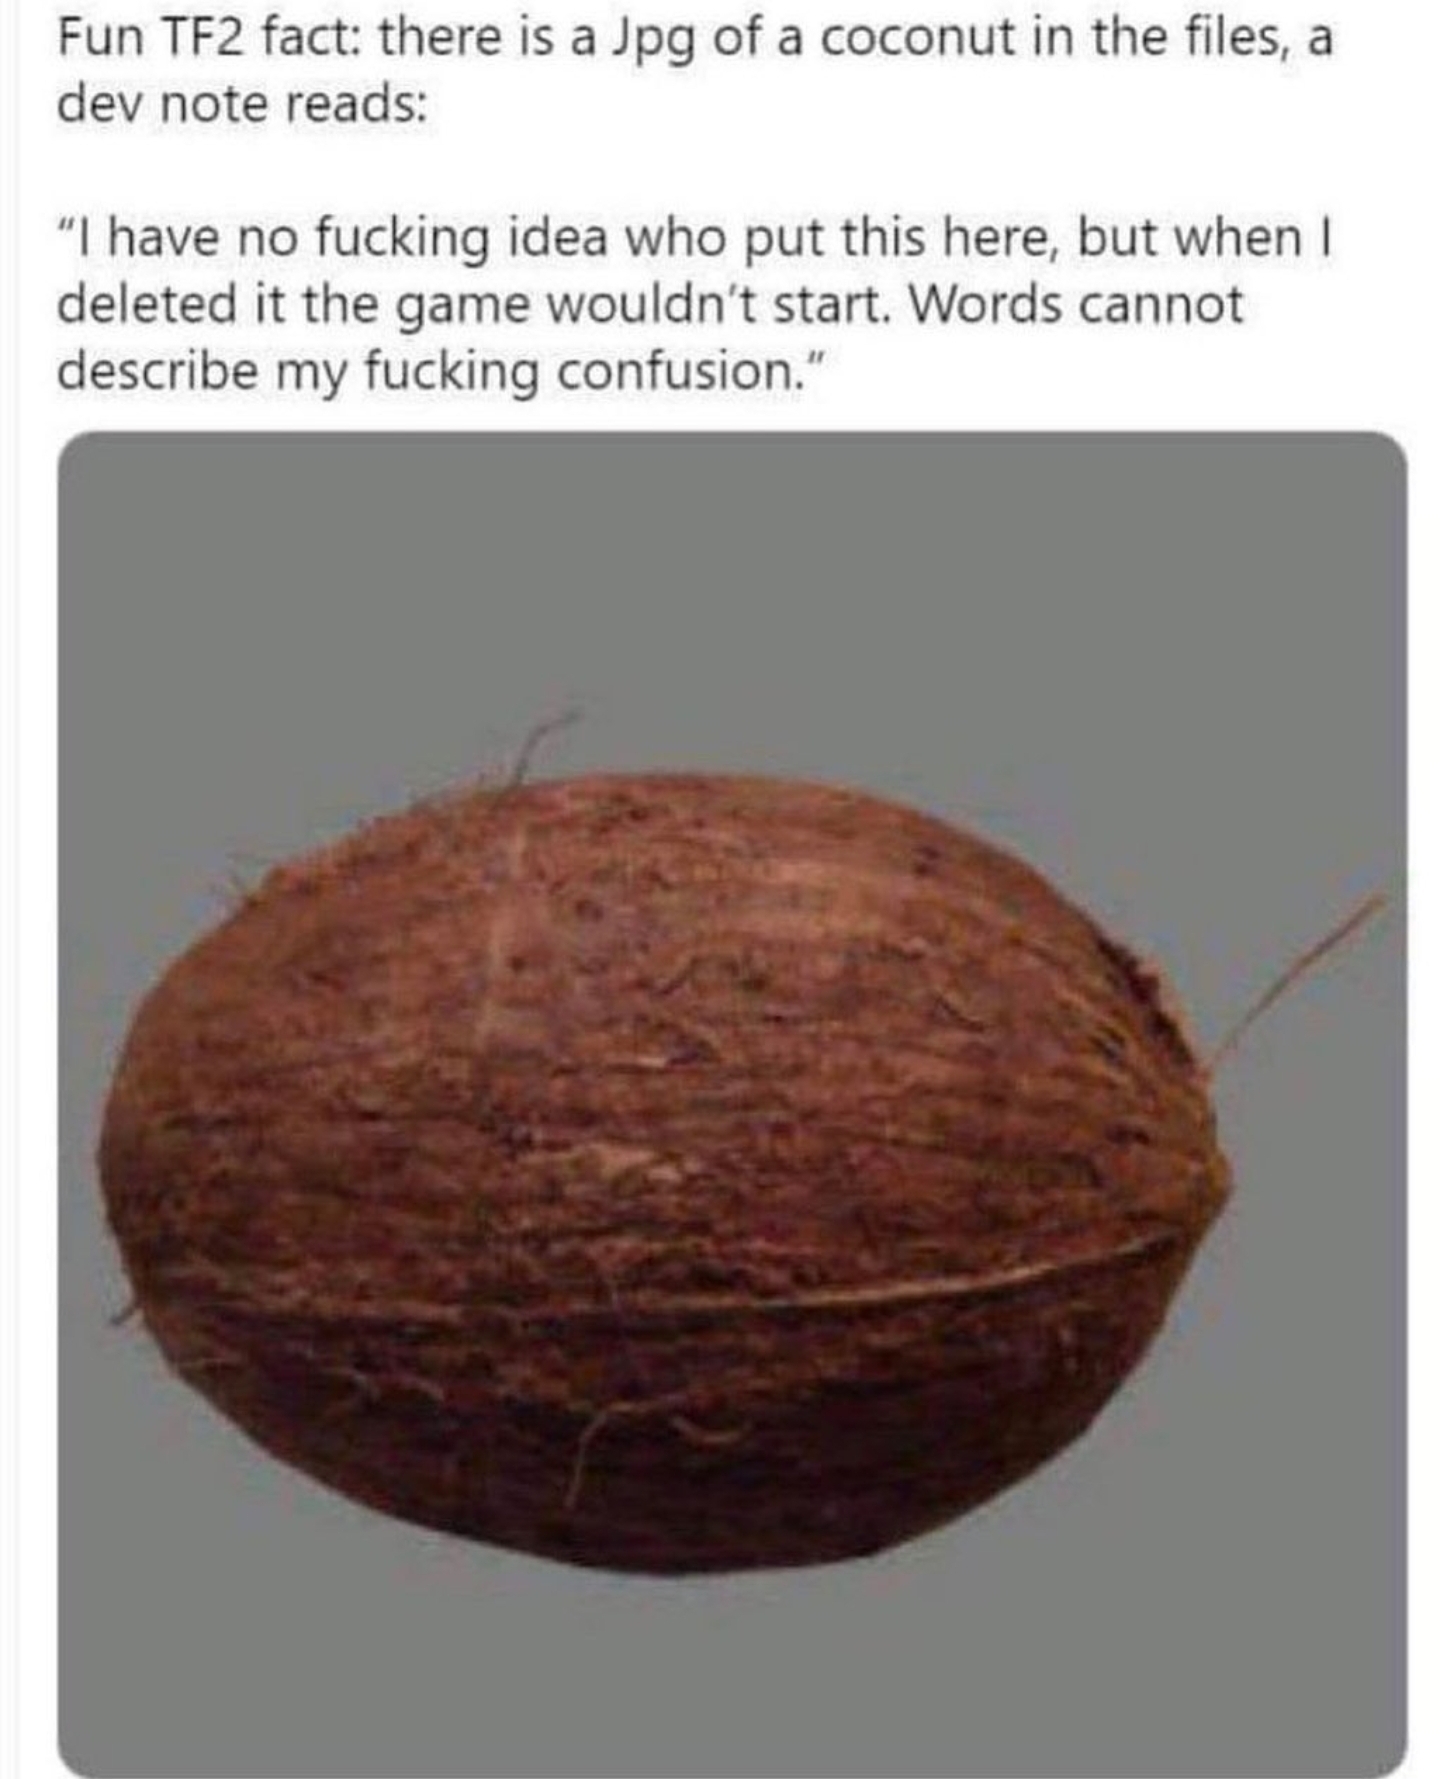 Fun TF2 fact: there is a Jpg of a coconut in the files, a
dev note reads:
“I have no fucking idea who put this here, but when I
deleted it the game wouldn’t start. Words cannot
describe my fucking confusion.”